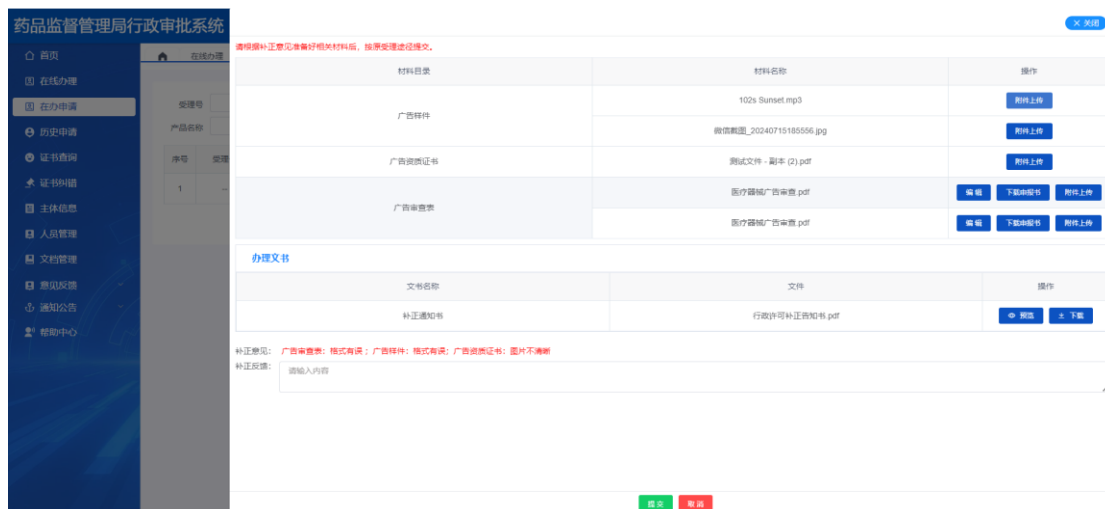 药品监督管理局行政审批系统
× 关闭
首页
在线办理
在办申请
历史申请
证书查询
证书纠错
主体信息
人员管理
文档管理
意见反馈
通知公告
帮助中心
在线办理
受理号
产品名称
序号 受理
1 --
请根据补正意见准备好相关材料后，按原受理途径提交。
材料目录 材料名称 操作
广告样件
102s Sunset.mp3 附件上传
微信截图_20240715185556.jpg 附件上传
广告资质证书 测试文件 - 副本 (2).pdf 附件上传
广告审查表
医疗器械广告审查.pdf 编辑 下载申报书 附件上传
医疗器械广告审查.pdf 编辑 下载申报书 附件上传
办理文书
文书名称 文件 操作
补正通知书 行政许可补正告知书.pdf 预览 下载
补正意见： 广告审查表：格式有误；广告样件：格式有误；广告资质证书：图片不清晰
补正反馈： 请输入内容
提交 取消